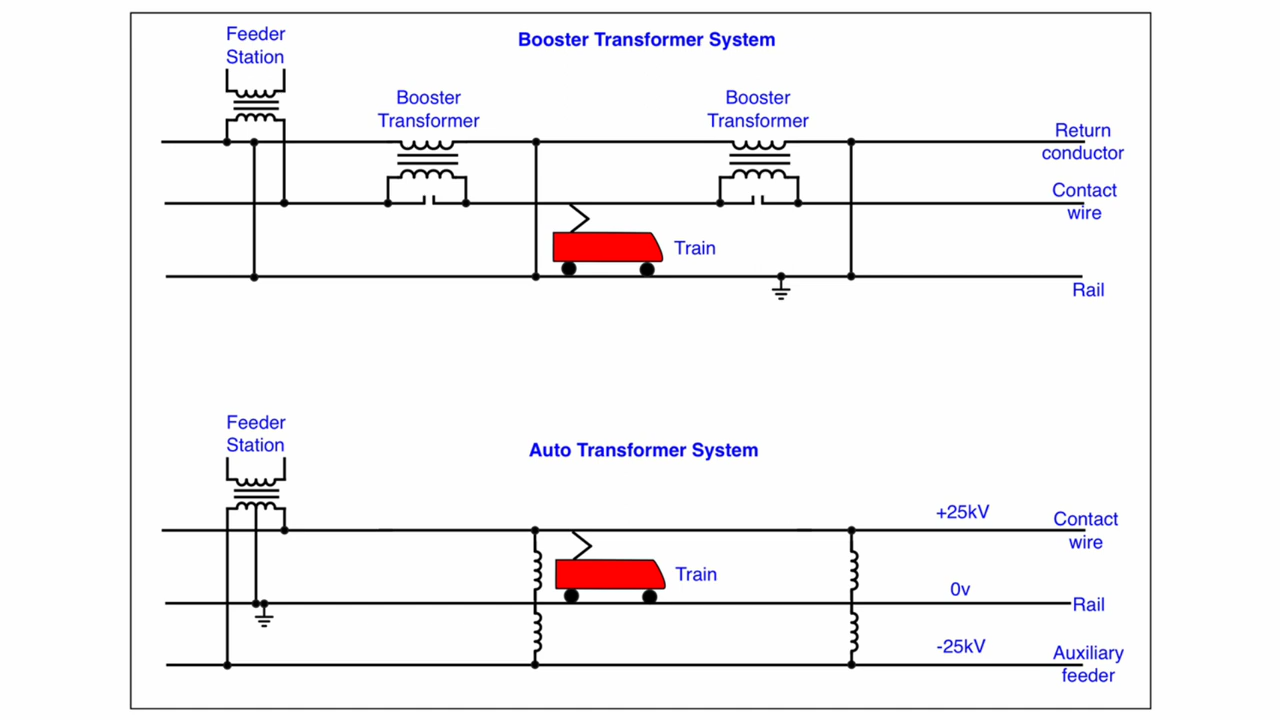 Feeder
Station
Booster Transformer System
Booster
Transformer
Booster
Transformer
Return
conductor
Contact
wire
Train
Rail
Feeder
Station
Auto Transformer System
+25kV
Contact
wire
Train
0v
Rail
-25kV
Auxiliary
feeder